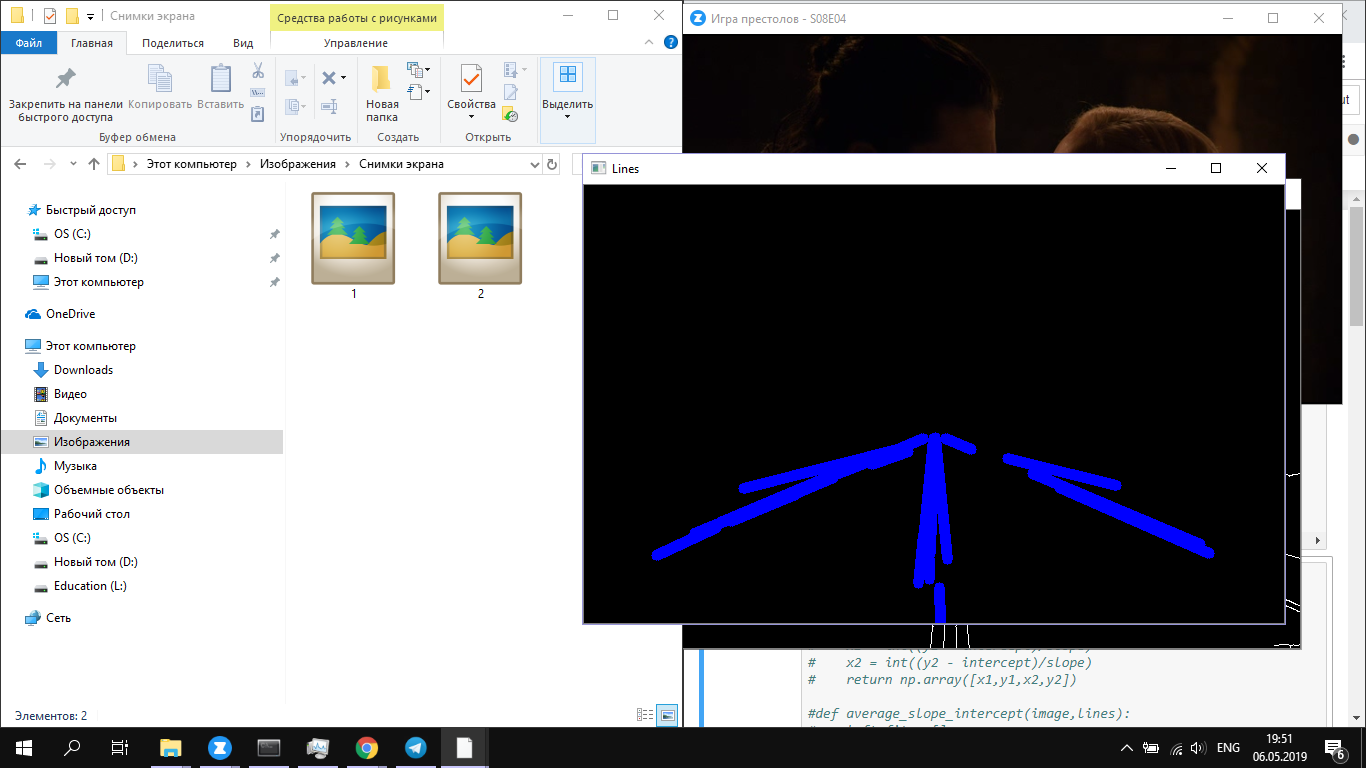 Снимки экрана
Средства работы с рисунками
Файл
Главная
Поделиться
Вид
Управление
Закрепить на панели
быстрого доступа
Копировать
Вставить
Новая
папка
Свойства
Выделить
Буфер обмена
Упорядочить
Создать
Открыть
Этот компьютер
Изображения
Снимки экрана
Быстрый доступ
OS (C:)
Новый том (D:)
Этот компьютер
OneDrive
Этот компьютер
Downloads
Видео
Документы
Изображения
Музыка
Объемные объекты
Рабочий стол
OS (C:)
Новый том (D:)
Education (L:)
Сеть
1
2
Элементов: 2
Игра престолов - S08E04
Lines
# x2 = int((y2 - intercept)/slope)
# return np.array([x1,y1,x2,y2])
#def average_slope_intercept(image,lines):
ENG
19:51
06.05.2019
6